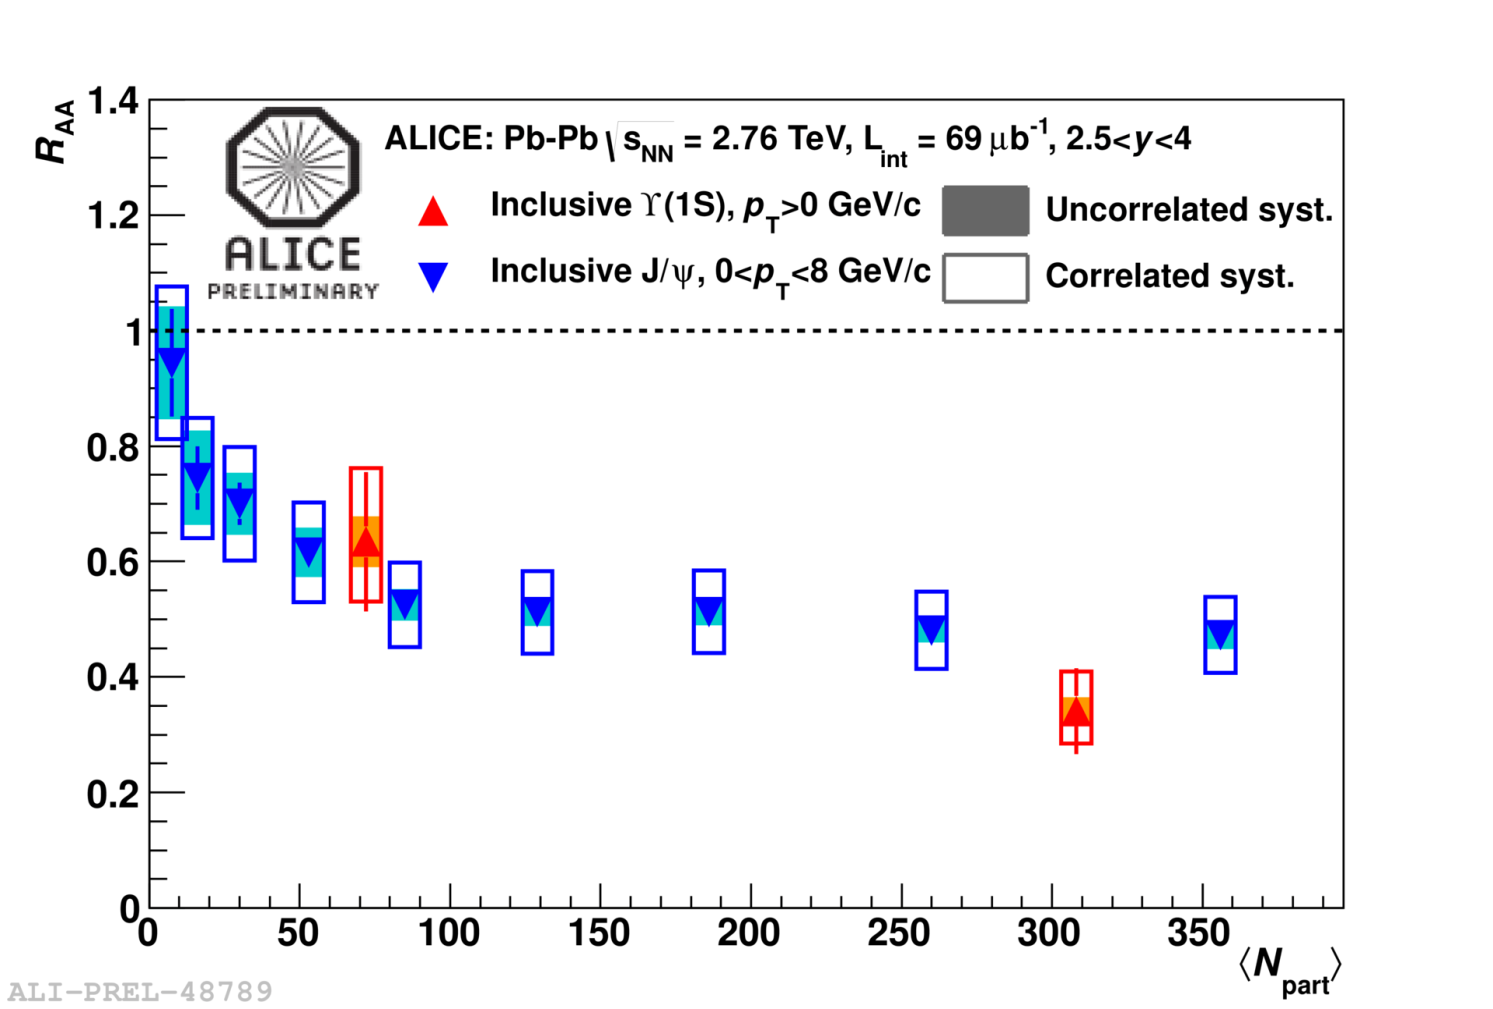 R_AA
1.4
1.2
1
0.8
0.6
0.4
0.2
0
ALICE
PRELIMINARY
ALICE: Pb-Pb √s_NN = 2.76 TeV, L_int = 69 μb^-1, 2.5<y<4
Inclusive ϒ(1S), p_T>0 GeV/c
Uncorrelated syst.
Inclusive J/ψ, 0<p_T<8 GeV/c
Correlated syst.
0 50 100 150 200 250 300 350
⟨N_part⟩
ALI-PREL-48789